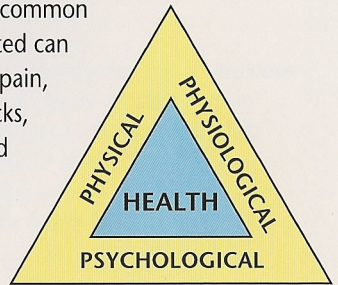 common
ted can
pain,
cks,
d
PHYSICAL
PHYSIOLOGICAL
HEALTH
PSYCHOLOGICAL